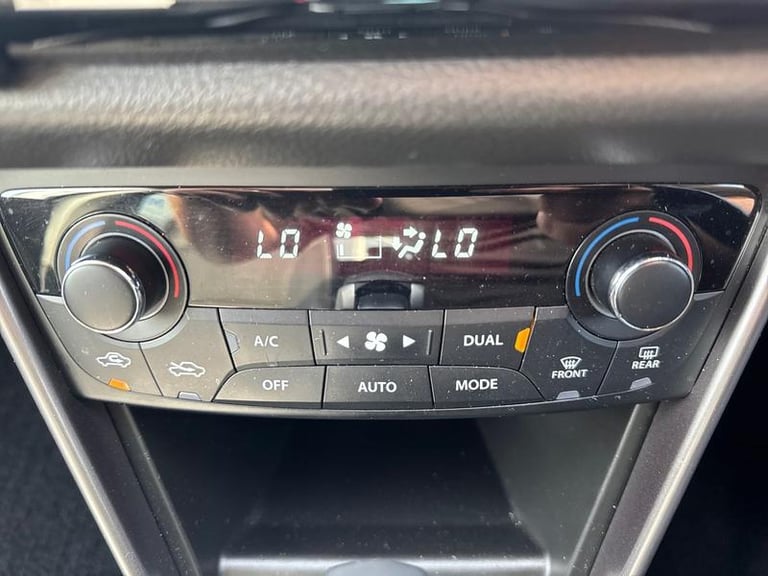 LO LO
A/C DUAL
OFF AUTO MODE FRONT REAR